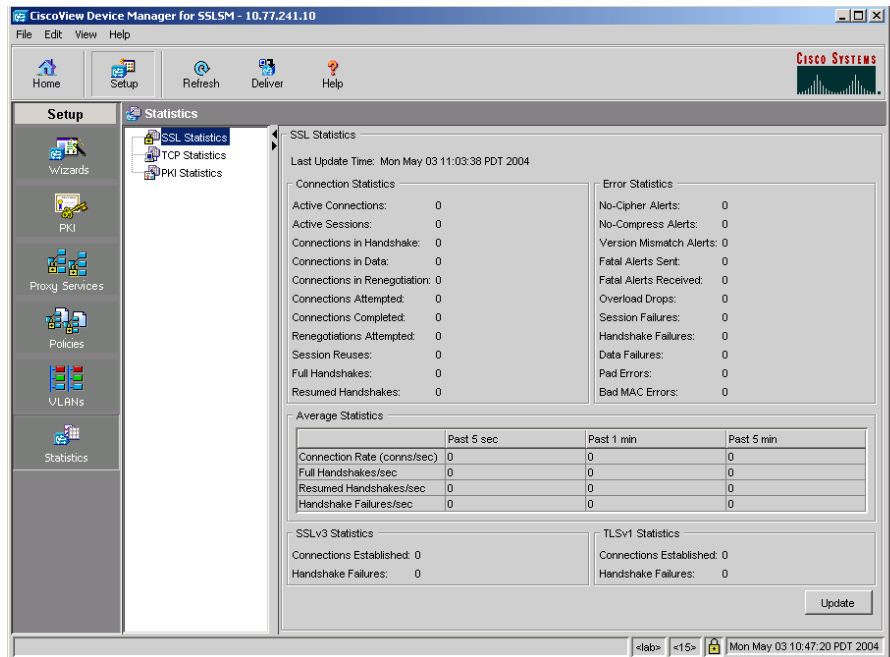 CiscoView Device Manager for SSLSM - 10.77.241.10
File Edit View Help
Home Setup Refresh Deliver Help
CISCO SYSTEMS
Setup
Wizards
PKI
Proxy Services
Policies
VLANs
Statistics
Statistics
SSL Statistics
TCP Statistics
PKI Statistics
SSL Statistics
Last Update Time: Mon May 03 11:03:38 PDT 2004
Connection Statistics
Active Connections: 0
Active Sessions: 0
Connections in Handshake: 0
Connections in Data: 0
Connections in Renegotiation: 0
Connections Attempted: 0
Connections Completed: 0
Renegotiations Attempted: 0
Session Reuses: 0
Full Handshakes: 0
Resumed Handshakes: 0
Error Statistics
No-Cipher Alerts: 0
No-Compress Alerts: 0
Version Mismatch Alerts: 0
Fatal Alerts Sent: 0
Fatal Alerts Received: 0
Overload Drops: 0
Session Failures: 0
Handshake Failures: 0
Data Failures: 0
Pad Errors: 0
Bad MAC Errors: 0
Average Statistics
Past 5 sec Past 1 min Past 5 min
Connection Rate (conns/sec) 0 0 0
Full Handshakes/sec 0 0 0
Resumed Handshakes/sec 0 0 0
Handshake Failures/sec 0 0 0
SSLv3 Statistics
Connections Established: 0
Handshake Failures: 0
TLSv1 Statistics
Connections Established: 0
Handshake Failures: 0
Update
<lab> <15> Mon May 03 10:47:20 PDT 2004